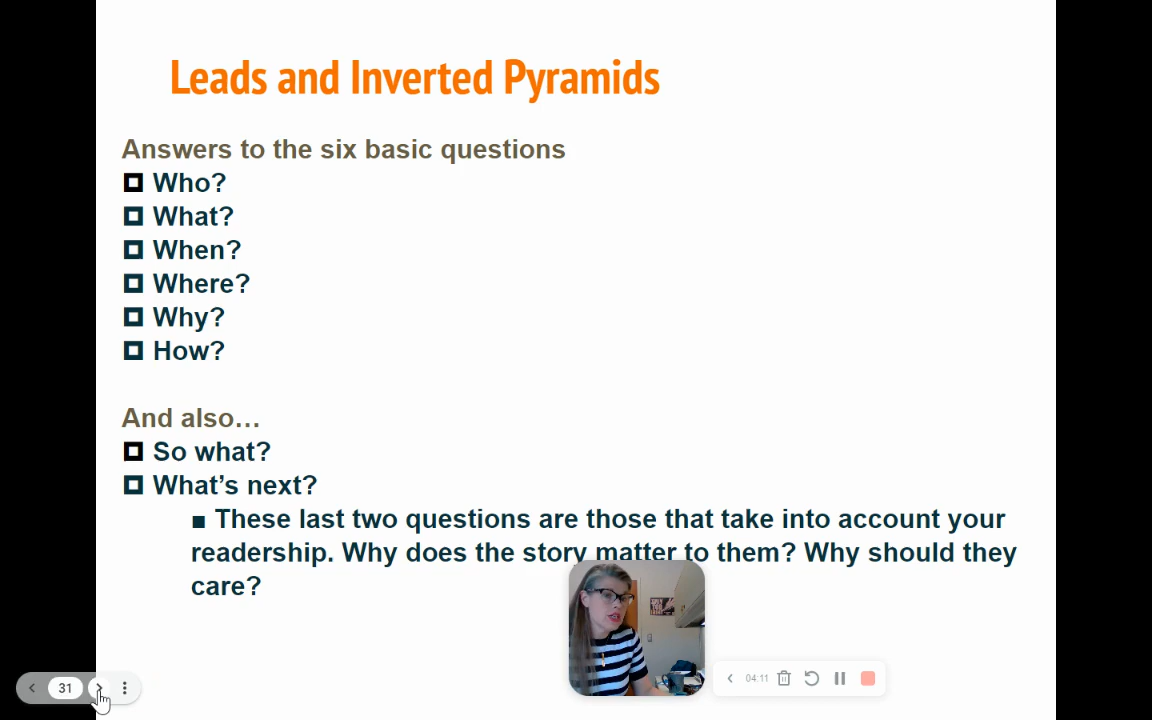 Leads and Inverted Pyramids
Answers to the six basic questions
Who?
What?
When?
Where?
Why?
How?
And also…
So what?
What’s next?
These last two questions are those that take into account your
readership. Why does the story matter to them? Why should they
care?
31
04:11